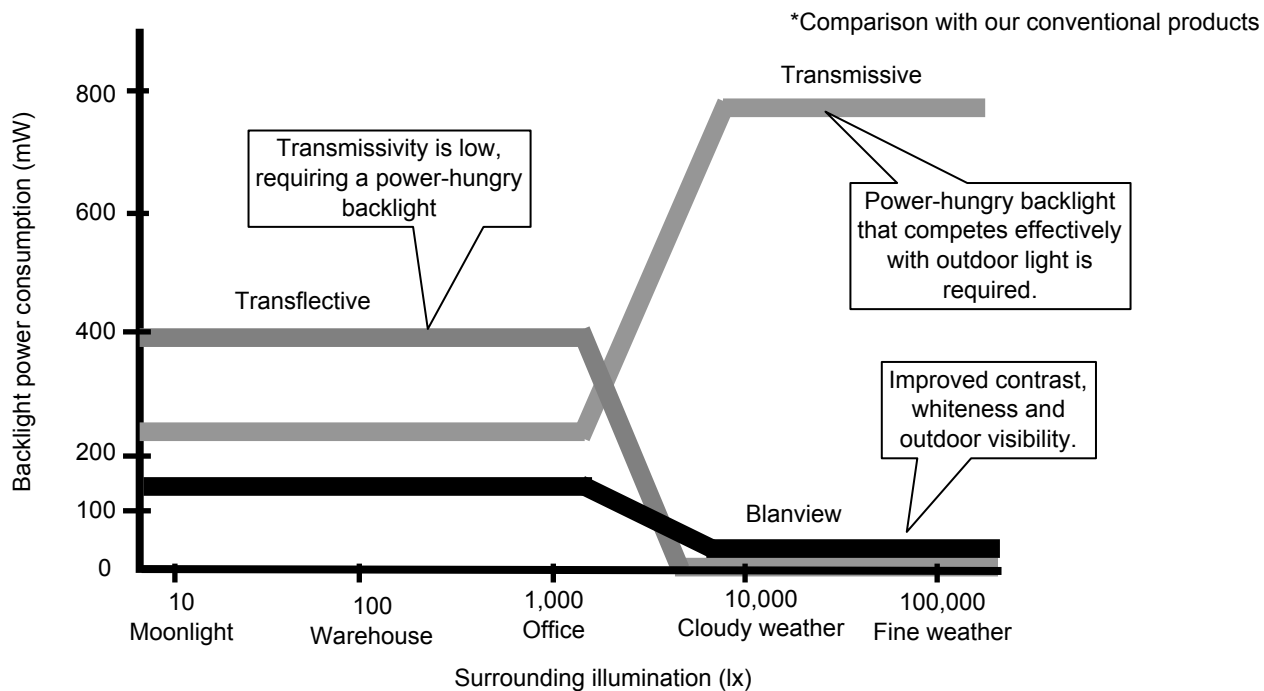 *Comparison with our conventional products
Backlight power consumption (mW)
800
600
400
200
100
0
Transmissive
Transmissivity is low,
requiring a power-hungry
backlight
Power-hungry backlight
that competes effectively
with outdoor light is
required.
Transflective
Improved contrast,
whiteness and
outdoor visibility.
Blanview
10
Moonlight
100
Warehouse
1,000
Office
10,000
Cloudy weather
100,000
Fine weather
Surrounding illumination (lx)